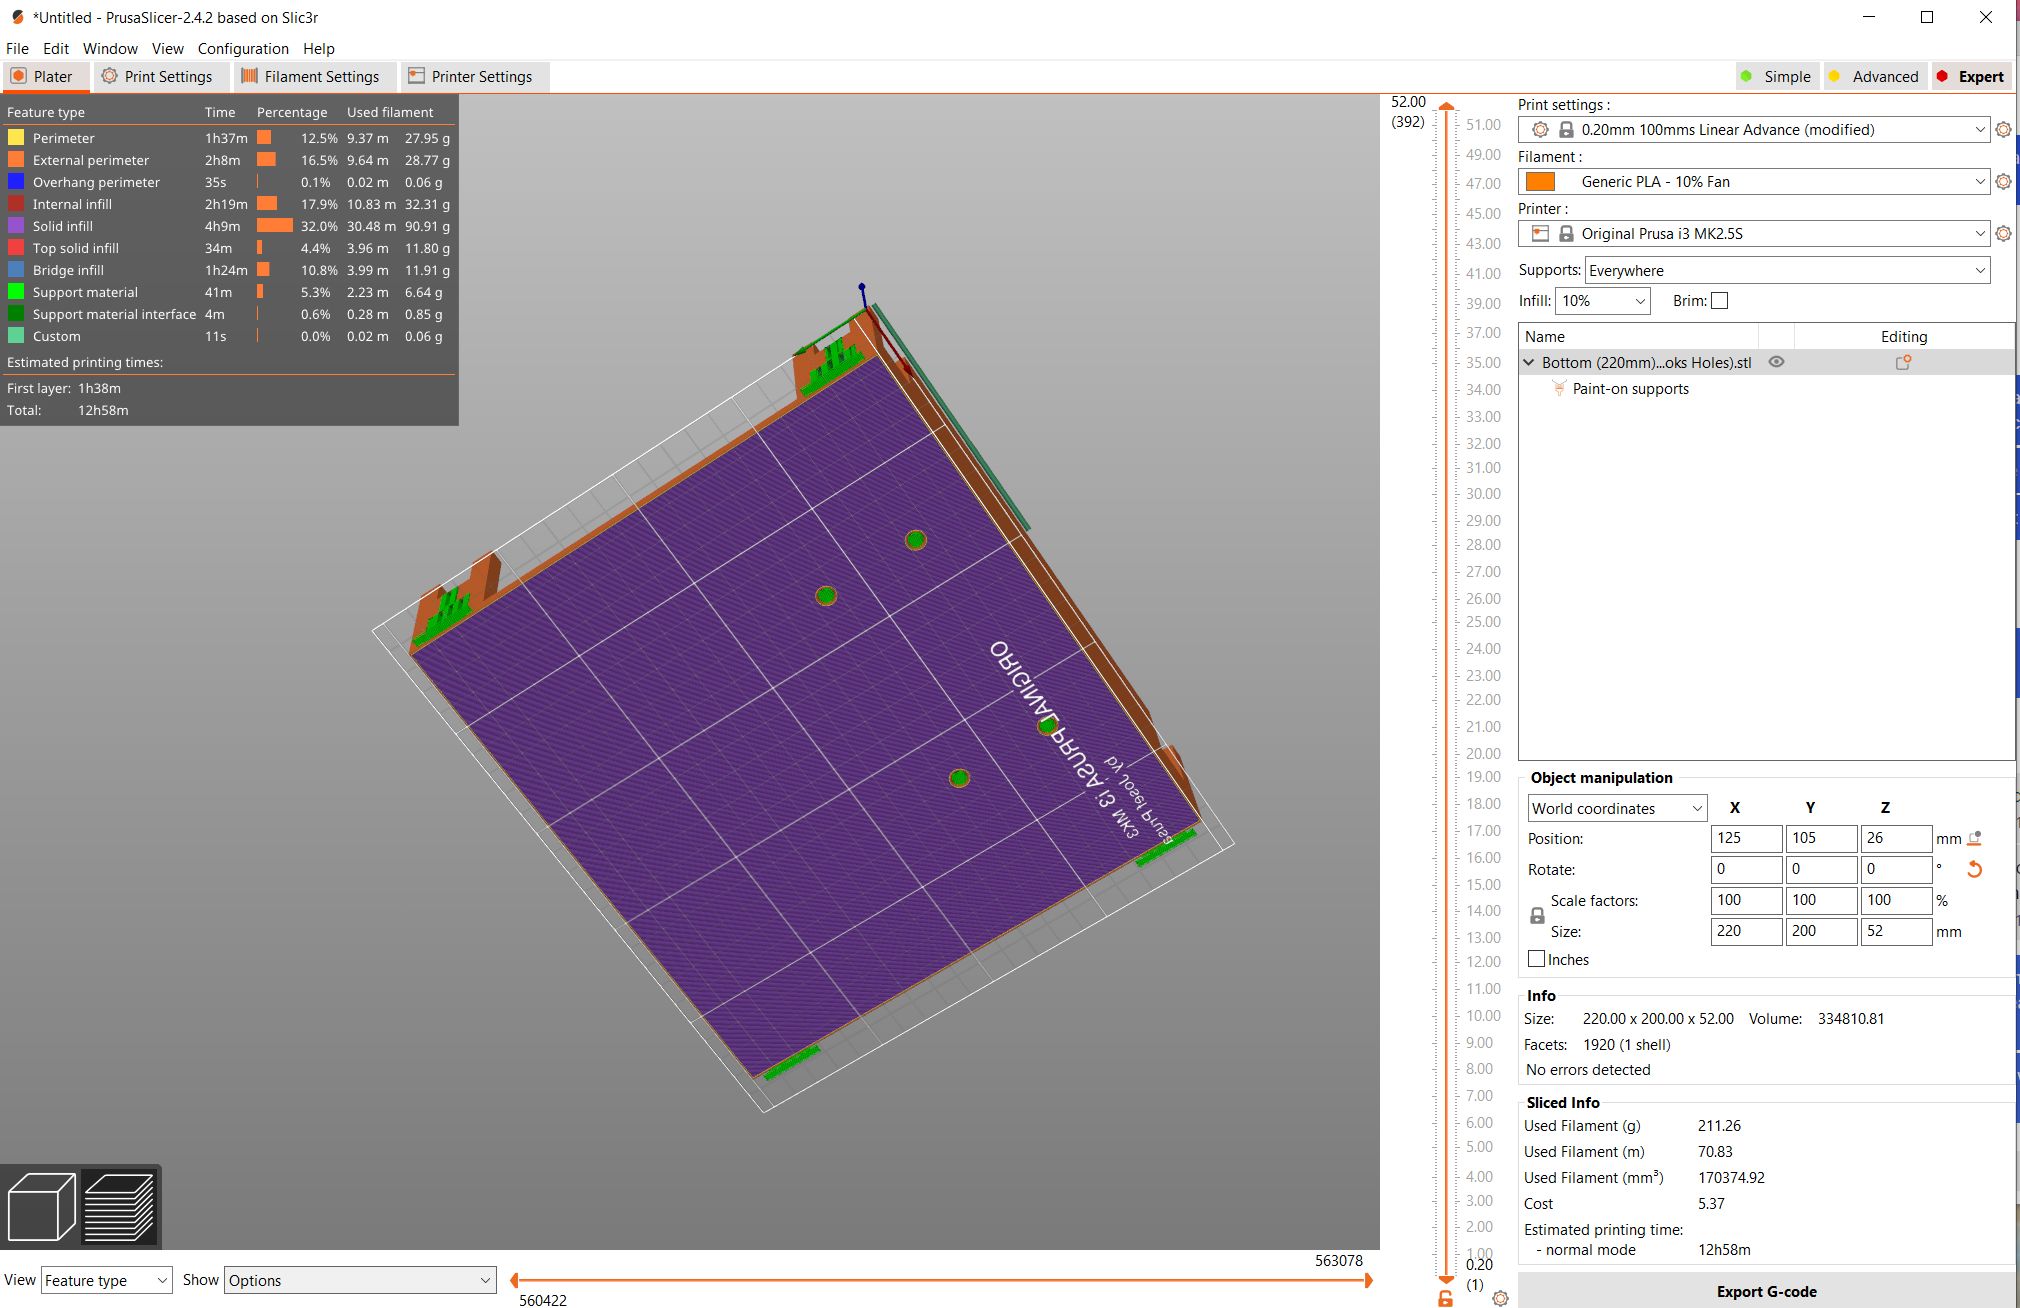 *Untitled - PrusaSlicer-2.4.2 based on Slic3r
File Edit Window View Configuration Help
Plater Print Settings Filament Settings Printer Settings Simple Advanced Expert
Feature type Time Percentage Used filament
Perimeter 1h37m 12.5% 9.37 m 27.95 g
External perimeter 2h8m 16.5% 9.64 m 28.77 g
Overhang perimeter 35s 0.1% 0.02 m 0.06 g
Internal infill 2h19m 17.9% 10.83 m 32.31 g
Solid infill 4h9m 32.0% 30.48 m 90.91 g
Top solid infill 34m 4.4% 3.96 m 11.80 g
Bridge infill 1h24m 10.8% 3.99 m 11.91 g
Support material 41m 5.3% 2.23 m 6.64 g
Support material interface 4m 0.6% 0.28 m 0.85 g
Custom 11s 0.0% 0.02 m 0.06 g
Estimated printing times:
First layer: 1h38m
Total: 12h58m
ORIGINAL PRUSA i3 MK3
by Josef Prusa
52.00
(392)
51.00
49.00
47.00
45.00
43.00
41.00
39.00
37.00
35.00
34.00
33.00
32.00
31.00
30.00
29.00
28.00
27.00
26.00
25.00
24.00
23.00
22.00
21.00
20.00
19.00
18.00
17.00
16.00
15.00
14.00
13.00
12.00
11.00
10.00
9.00
8.00
7.00
6.00
5.00
4.00
3.00
2.00
1.00
0.20
(1)
Print settings :
0.20mm 100mms Linear Advance (modified)
Filament :
Generic PLA - 10% Fan
Printer :
Original Prusa i3 MK2.5S
Supports: Everywhere
Infill: 10% Brim:
Name Editing
Bottom (220mm)...oks Holes).stl
Paint-on supports
Object manipulation
World coordinates X Y Z
Position: 125 105 26 mm
Rotate: 0 0 0 °
Scale factors: 100 100 100 %
Size: 220 200 52 mm
Inches
Info
Size: 220.00 x 200.00 x 52.00 Volume: 334810.81
Facets: 1920 (1 shell)
No errors detected
Sliced Info
Used Filament (g) 211.26
Used Filament (m) 70.83
Used Filament (mm³) 170374.92
Cost 5.37
Estimated printing time:
- normal mode 12h58m
Export G-code
View Feature type Show Options
563078
560422